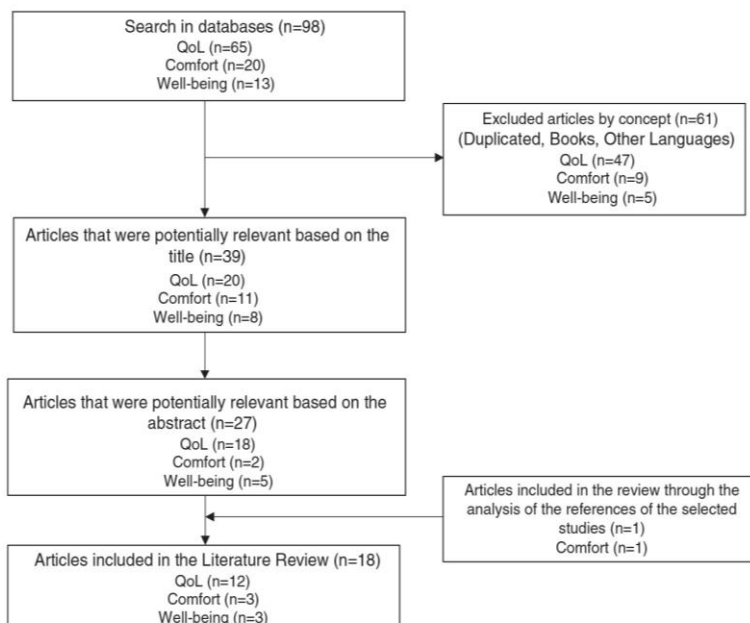 Search in databases (n=98)
QoL (n=65)
Comfort (n=20)
Well-being (n=13)
Excluded articles by concept (n=61)
(Duplicated, Books, Other Languages)
QoL (n=47)
Comfort (n=9)
Well-being (n=5)
Articles that were potentially relevant based on the
title (n=39)
QoL (n=20)
Comfort (n=11)
Well-being (n=8)
Articles that were potentially relevant based on the
abstract (n=27)
QoL (n=18)
Comfort (n=2)
Well-being (n=5)
Articles included in the review through the
analysis of the references of the selected
studies (n=1)
Comfort (n=1)
Articles included in the Literature Review (n=18)
QoL (n=12)
Comfort (n=3)
Well-being (n=3)